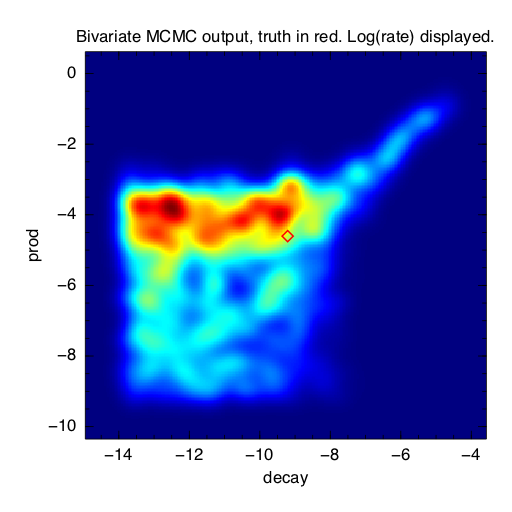 Bivariate MCMC output, truth in red. Log(rate) displayed.
0
−2
−4
−6
−8
−10
prod
−14 −12 −10 −8 −6 −4
decay